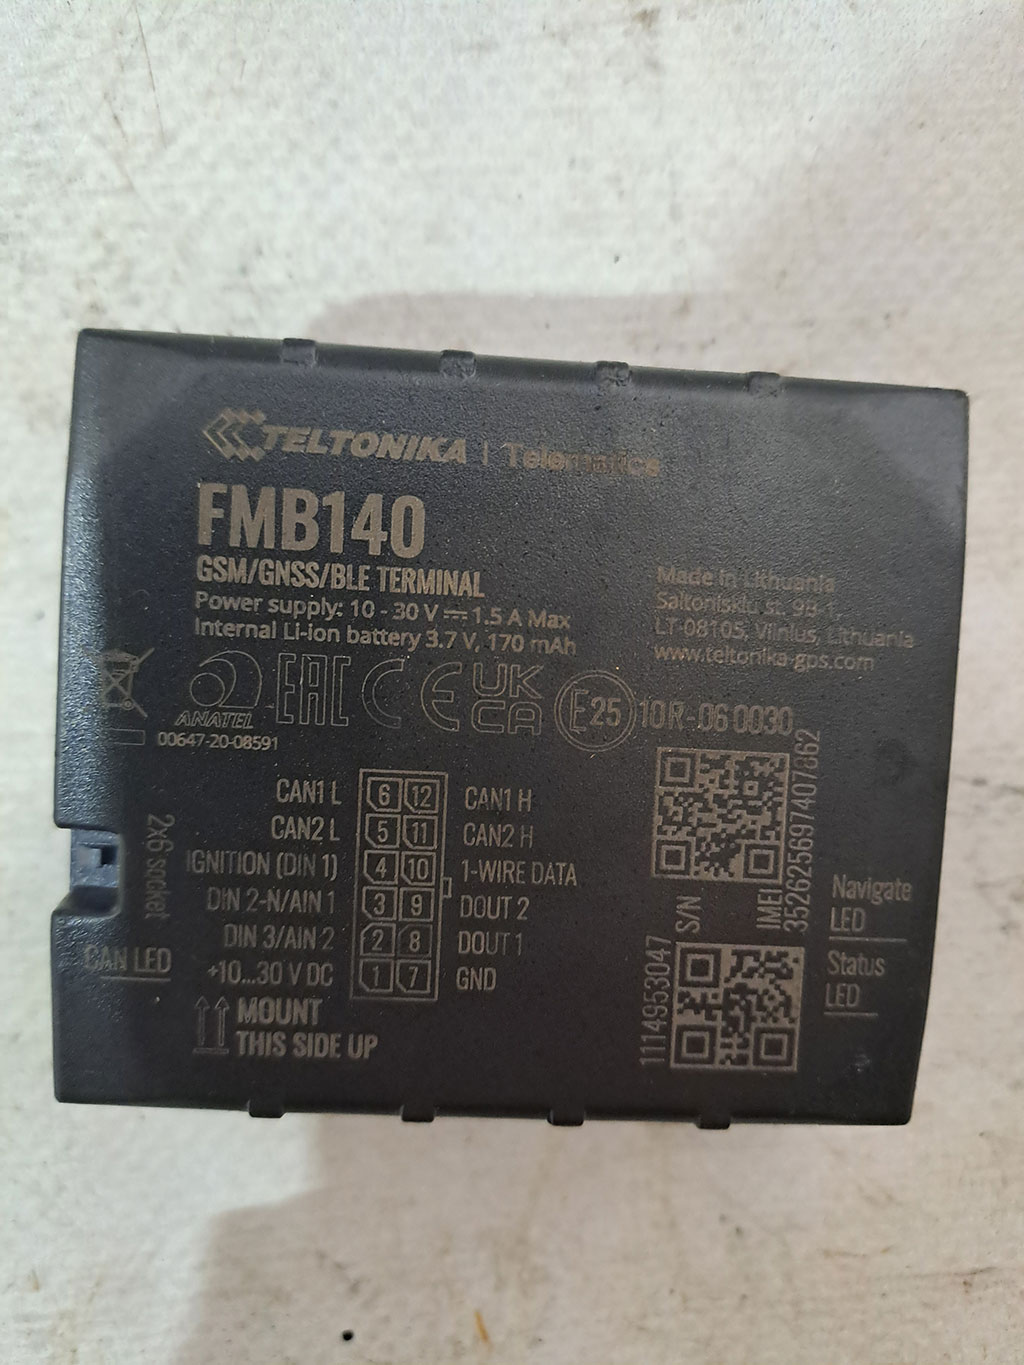 TELTONIKA | Telematics
FMB140
GSM/GNSS/BLE TERMINAL
Power supply: 10 - 30 V ⎓ 1.5 A Max
Internal Li-ion battery 3.7 V, 170 mAh
Made in Lithuania
Saltoniskiu st. 9B-1,
LT-08105, Vilnius, Lithuania
www.teltonika-gps.com
ANATEL
00647-20-08591
EAC
CE
UK
CA
E25
10R-06 0030
CAN1 L 6 12 CAN1 H
CAN2 L 5 11 CAN2 H
IGNITION (DIN 1) 4 10 1-WIRE DATA
DIN 2-N/AIN 1 3 9 DOUT 2
DIN 3/AIN 2 2 8 DOUT 1
+10...30 V DC 1 7 GND
2x6 socket
CAN LED
MOUNT
THIS SIDE UP
IMEI
352625697407862
S/N
1114953047
Navigate
LED
Status
LED